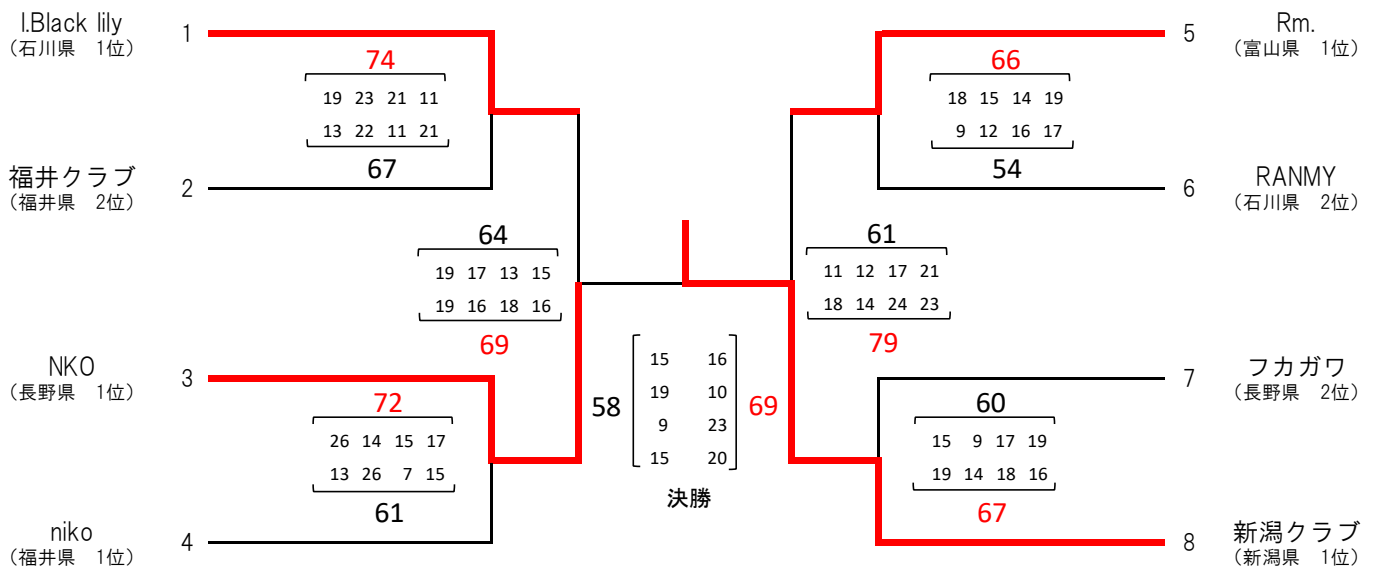 I.Black lily
(石川県　1位)
1
74
19 23 21 11
13 22 11 21
67
福井クラブ
(福井県　2位)
2
64
19 17 13 15
19 16 18 16
69
NKO
(長野県　1位)
3
72
26 14 15 17
13 26 7 15
61
niko
(福井県　1位)
4
58
15 16
19 10
9 23
15 20
69
決勝
5
Rm.
(富山県　1位)
66
18 15 14 19
9 12 16 17
54
6
RANMY
(石川県　2位)
61
11 12 17 21
18 14 24 23
79
7
フカガワ
(長野県　2位)
60
15 9 17 19
19 14 18 16
67
8
新潟クラブ
(新潟県　1位)